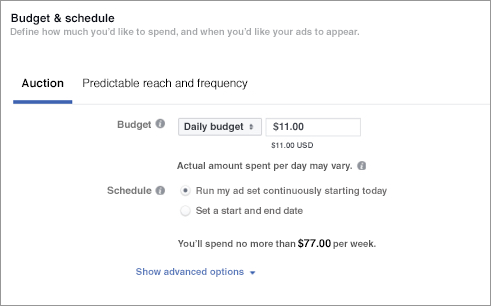 Budget & schedule
Define how much you'd like to spend, and when you'd like your ads to appear.
Auction Predictable reach and frequency
Budget Daily budget $11.00
$11.00 USD
Actual amount spent per day may vary.
Schedule Run my ad set continuously starting today
Set a start and end date
You'll spend no more than $77.00 per week.
Show advanced options